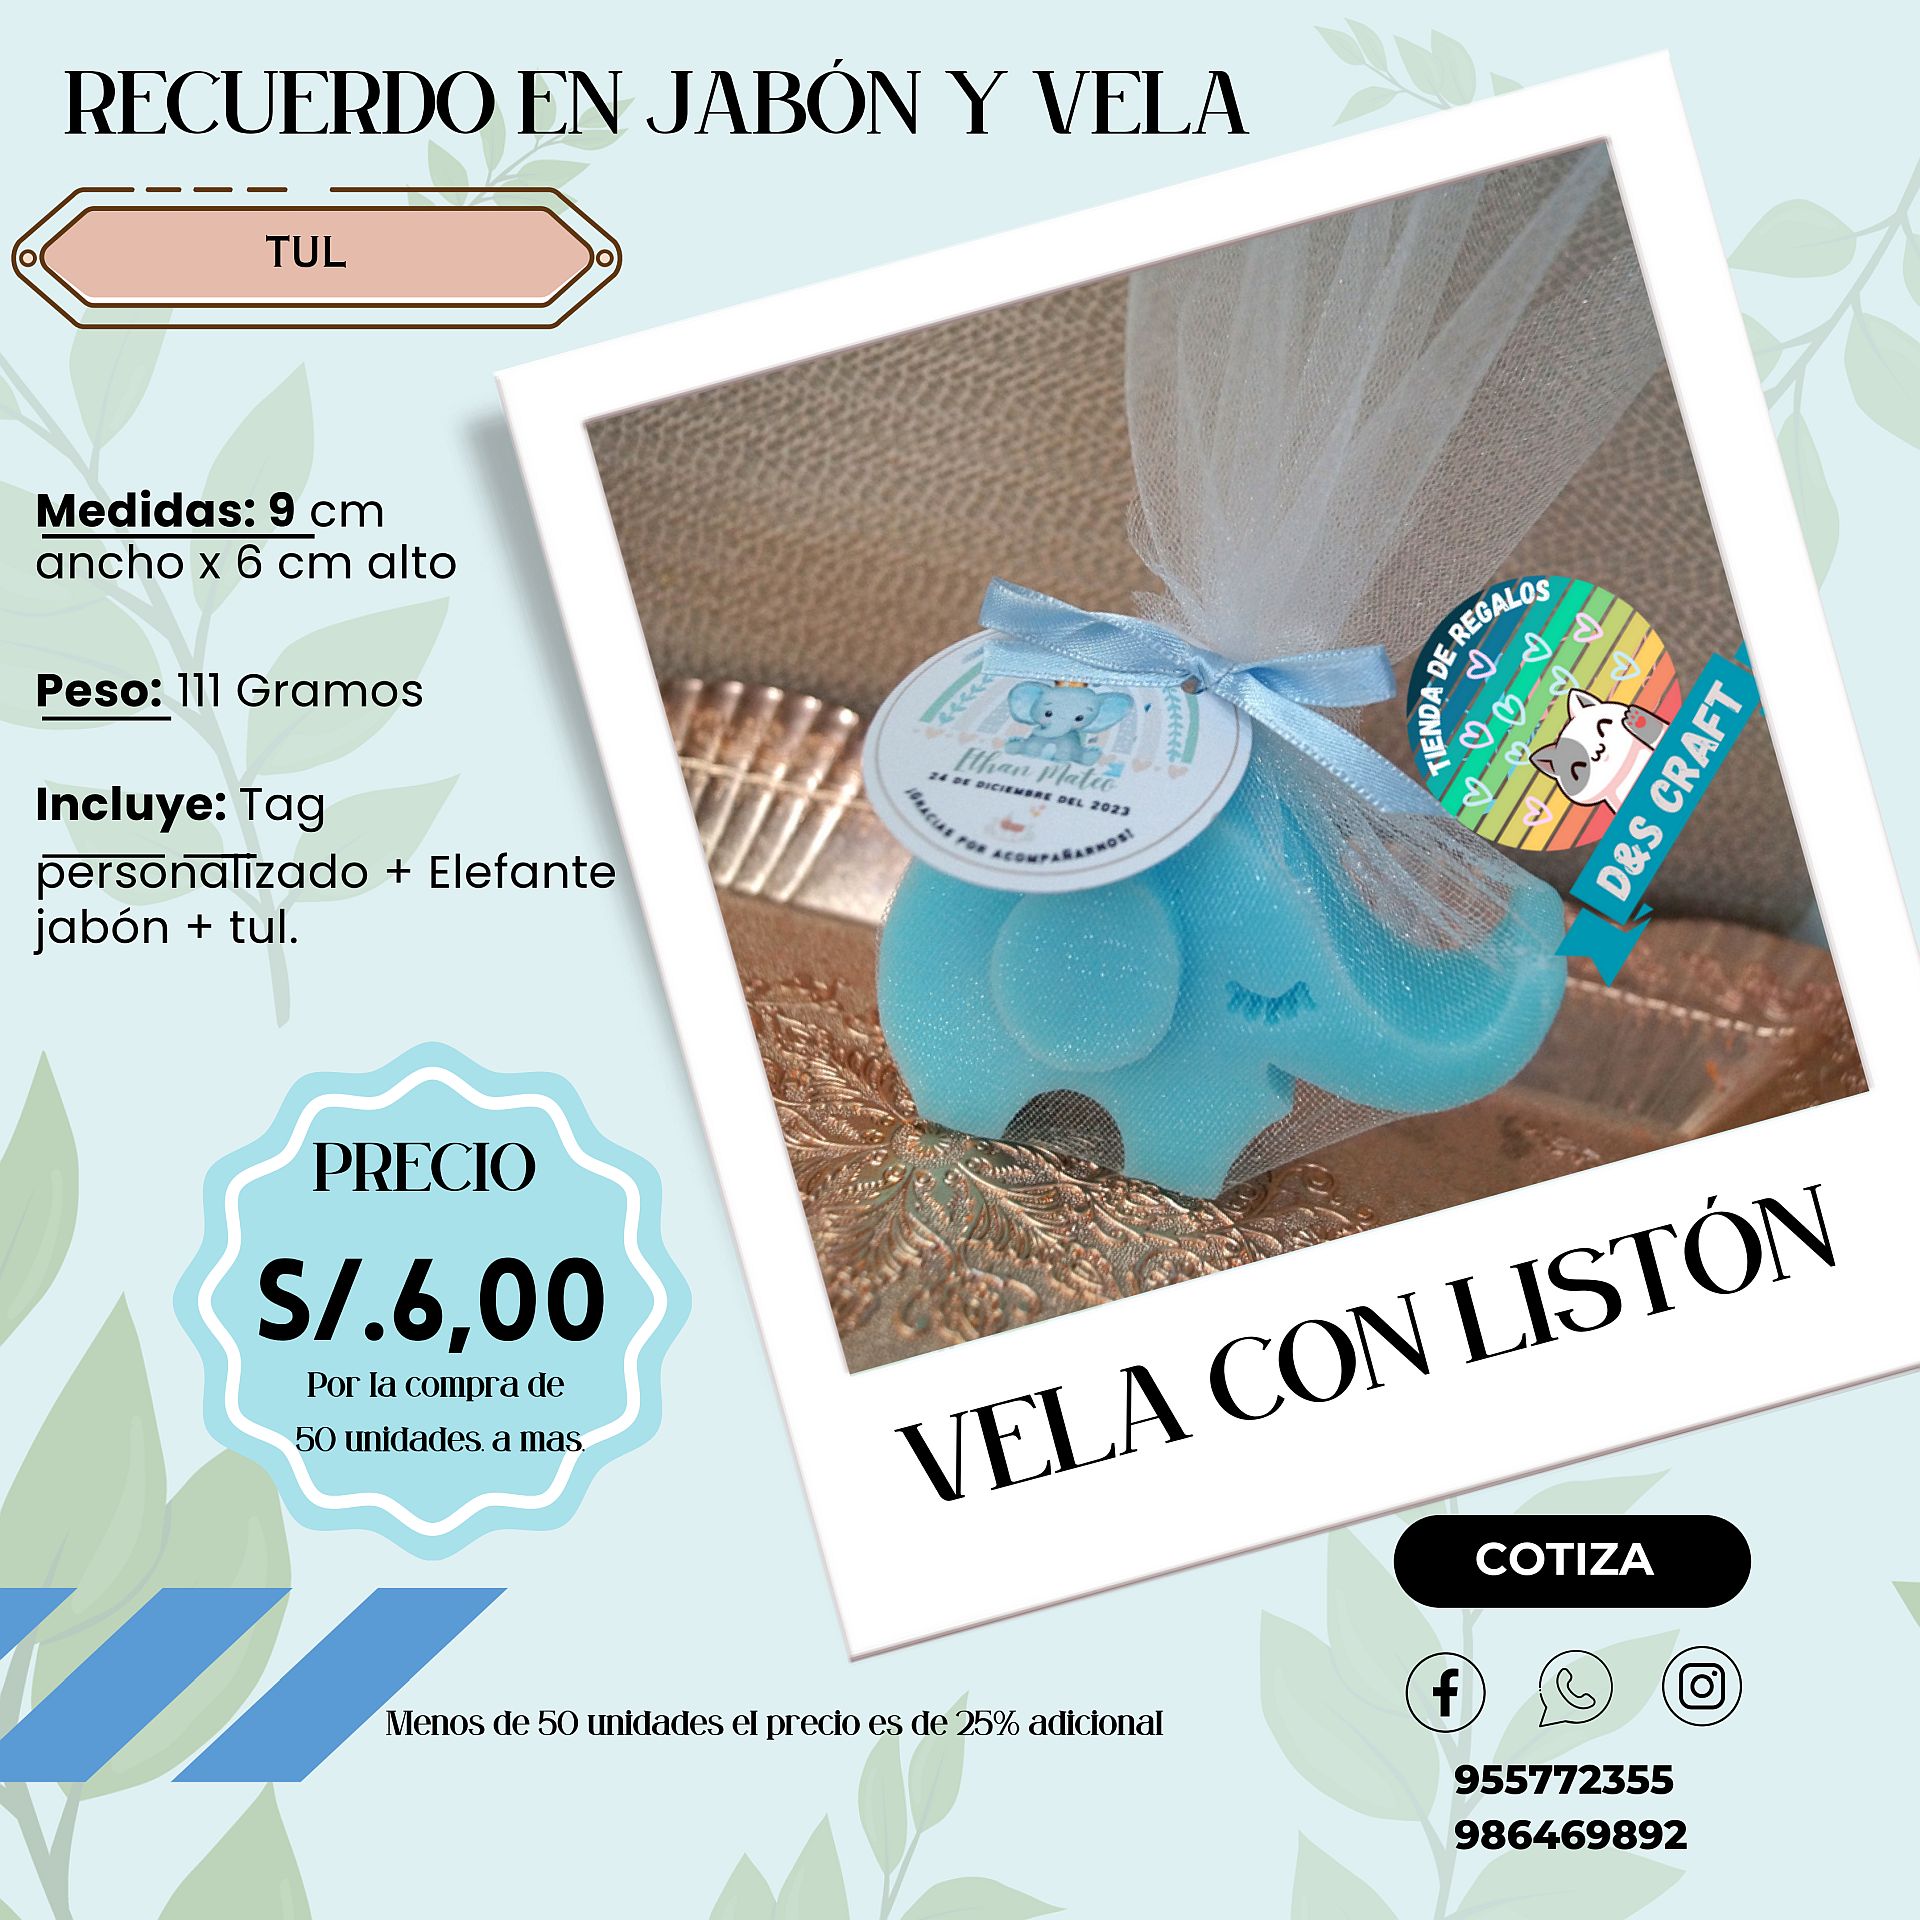 RECUERDO EN JABÓN Y VELA
TUL
Medidas: 9 cm
ancho x 6 cm alto
Peso: 111 Gramos
Incluye: Tag
personalizado + Elefante
jabón + tul.
TIENDA DE REGALOS
D&S CRAFT
Ethan Mateo
24 DE DICIEMBRE DEL 2023
¡GRACIAS POR ACOMPAÑARNOS!
PRECIO
S/.6,00
Por la compra de
50 unidades. a mas.
VELA CON LISTÓN
COTIZA
Menos de 50 unidades el precio es de 25% adicional
955772355
986469892